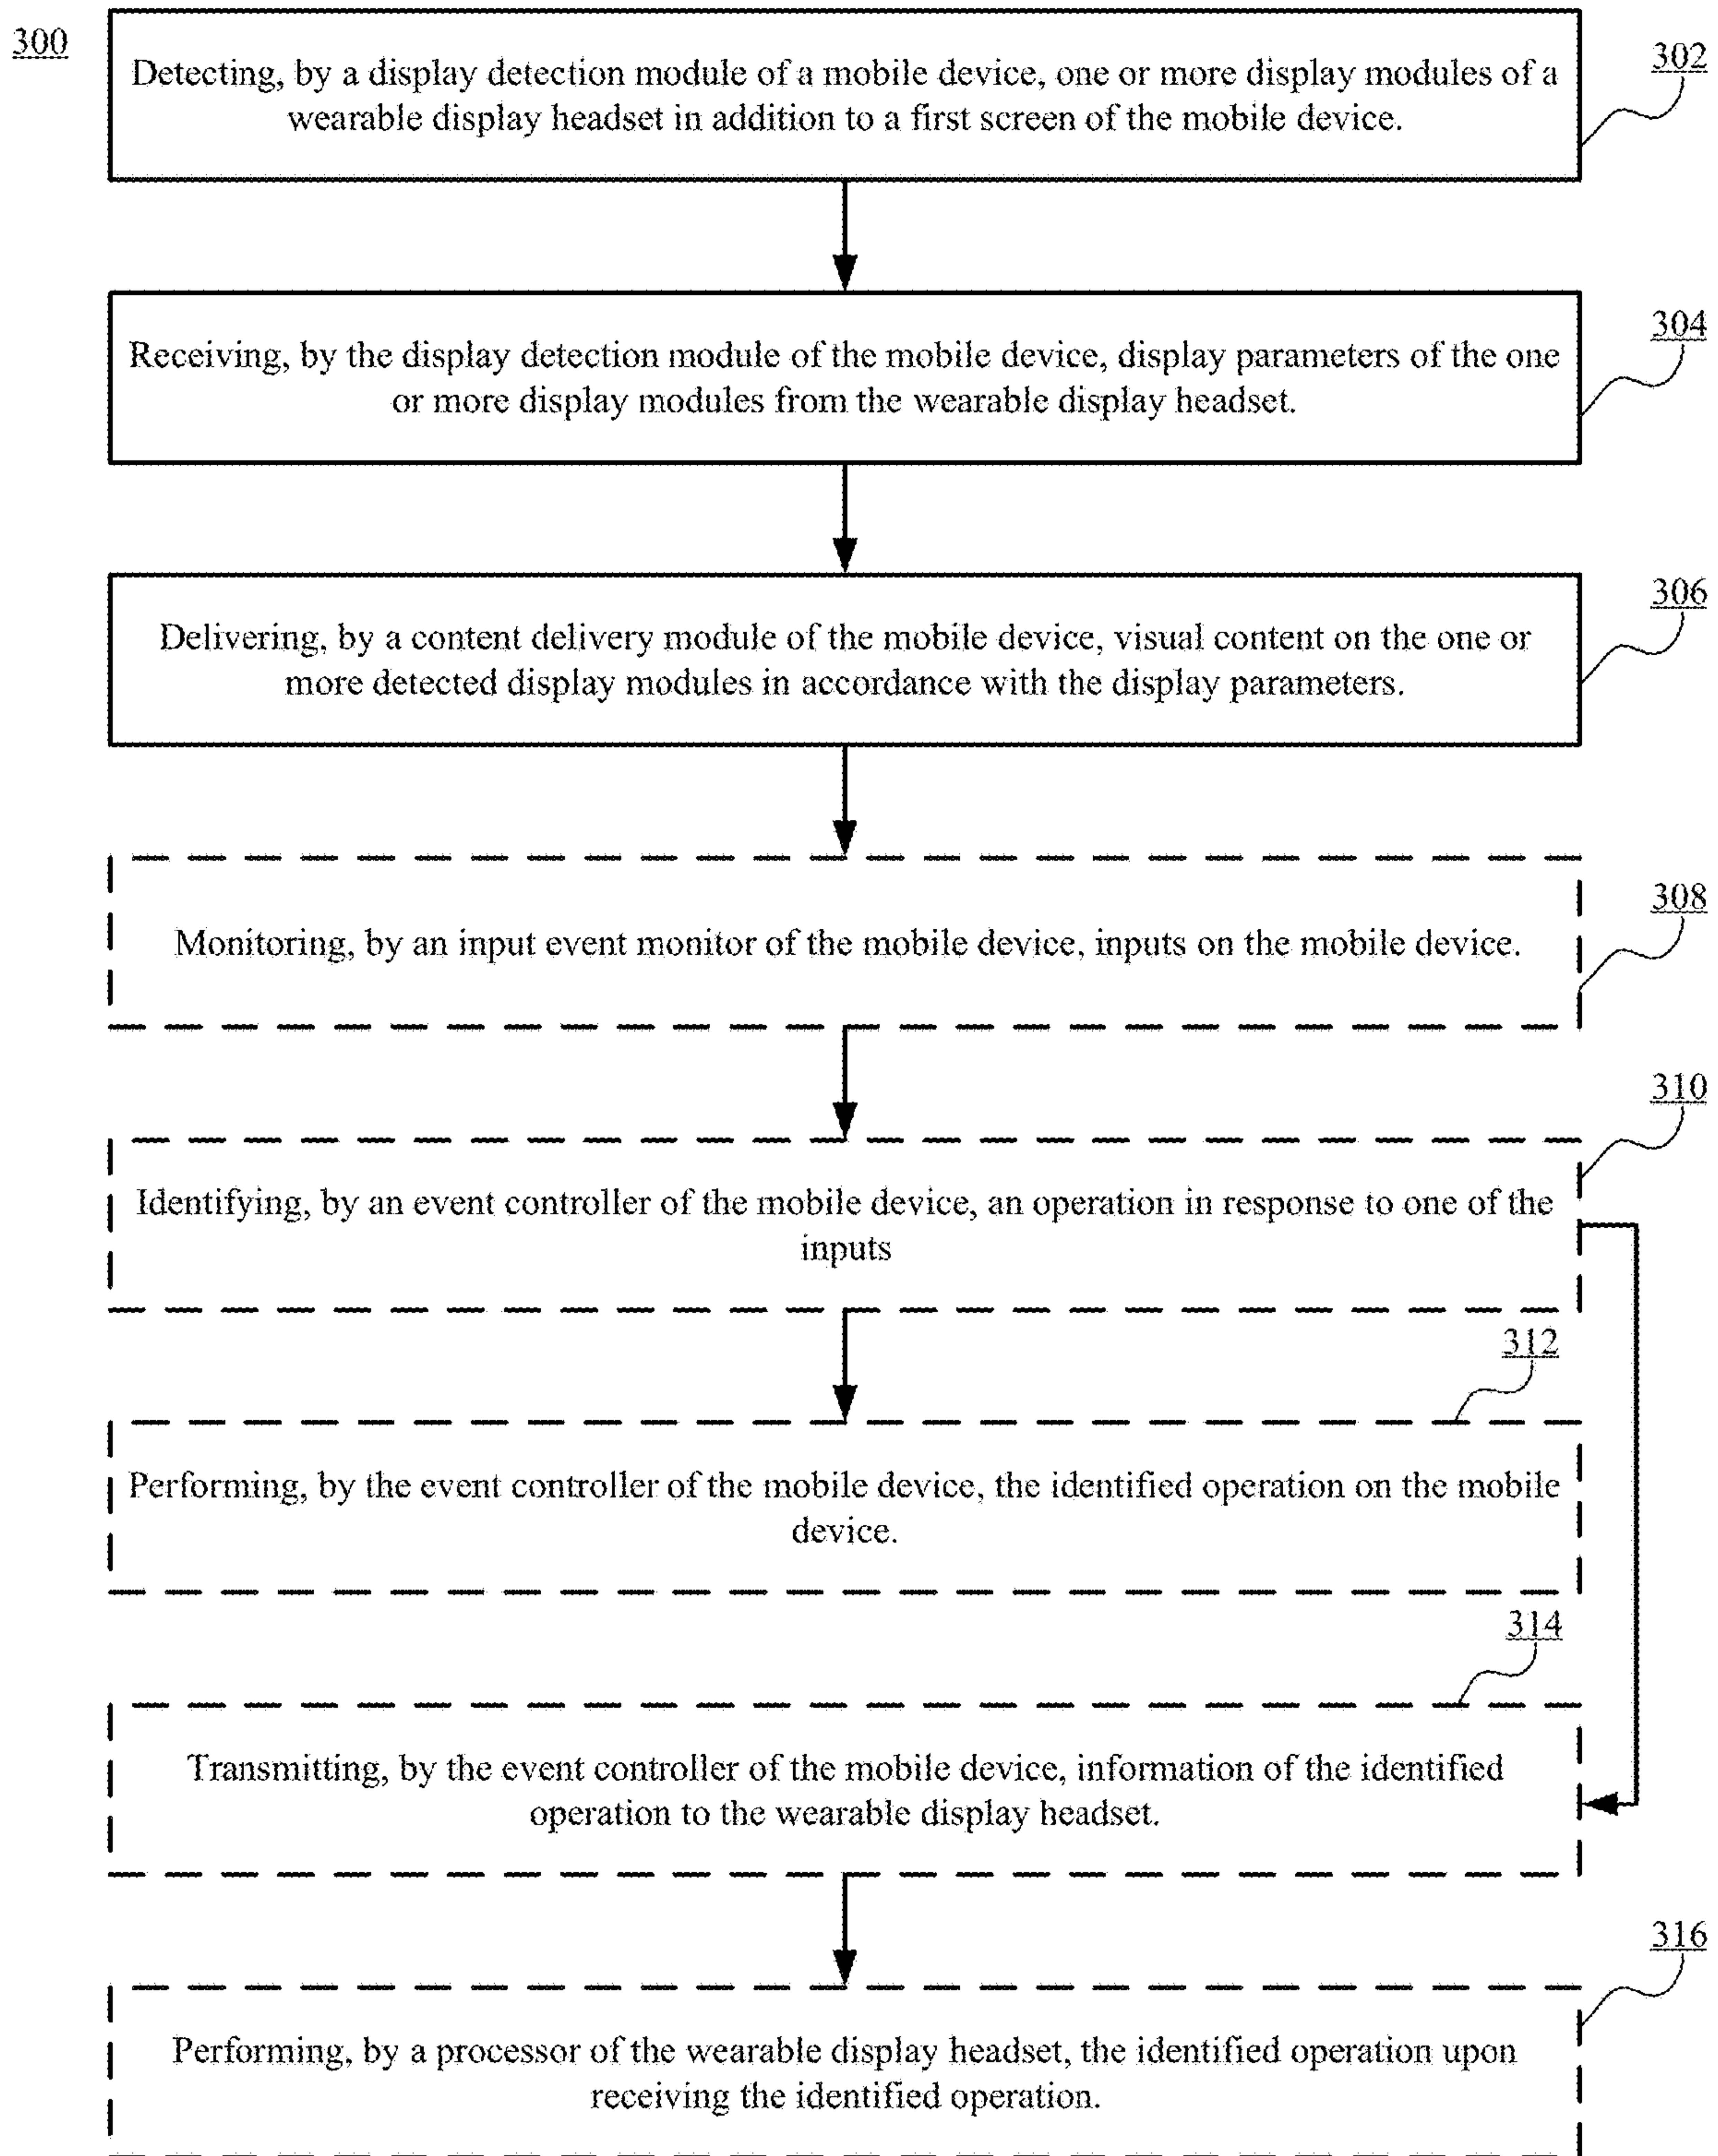 300
Detecting, by a display detection module of a mobile device, one or more display modules of a
wearable display headset in addition to a first screen of the mobile device.
302
Receiving, by the display detection module of the mobile device, display parameters of the one
or more display modules from the wearable display headset.
304
Delivering, by a content delivery module of the mobile device, visual content on the one or
more detected display modules in accordance with the display parameters.
306
Monitoring, by an input event monitor of the mobile device, inputs on the mobile device.
308
Identifying, by an event controller of the mobile device, an operation in response to one of the
inputs
310
312
Performing, by the event controller of the mobile device, the identified operation on the mobile
device.
314
Transmitting, by the event controller of the mobile device, information of the identified
operation to the wearable display headset.
316
Performing, by a processor of the wearable display headset, the identified operation upon
receiving the identified operation.